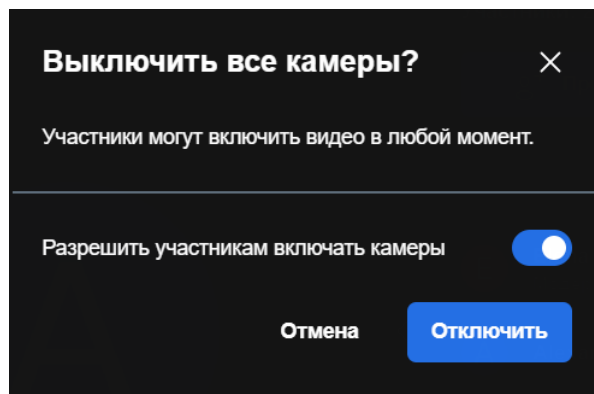 Выключить все камеры?
Участники могут включить видео в любой момент.
Разрешить участникам включать камеры
Отмена
Отключить